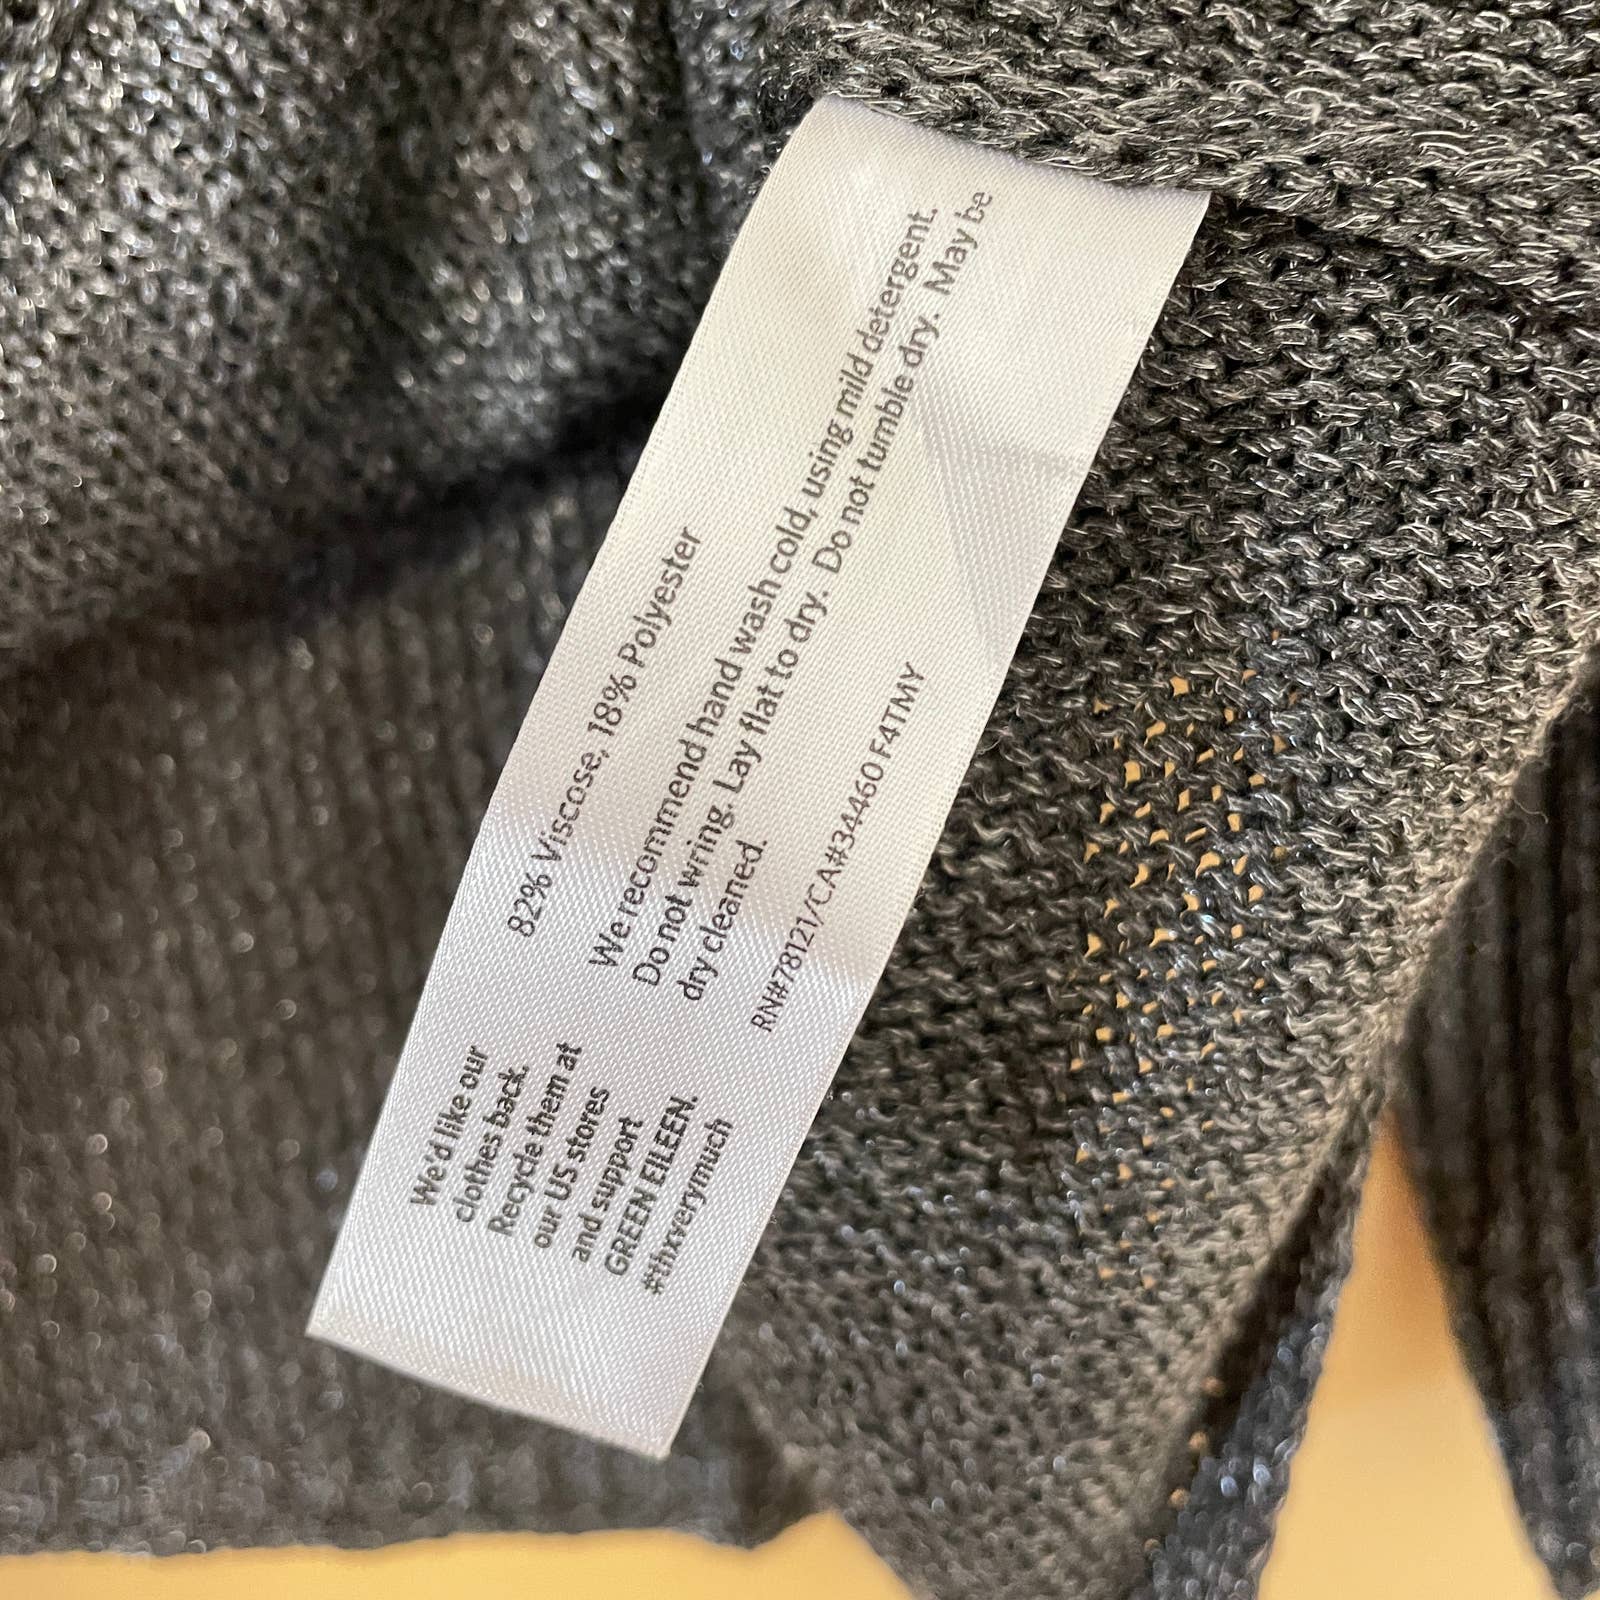 82% Viscose, 18% Polyester
We recommend hand wash cold, using mild detergent.
Do not wring. Lay flat to dry. Do not tumble dry. May be
dry cleaned.
RN#78121/CA#34460 F4TMY
We'd like our
clothes back.
Recycle them at
our US stores
and support
GREEN EILEEN.
#thxverymuch